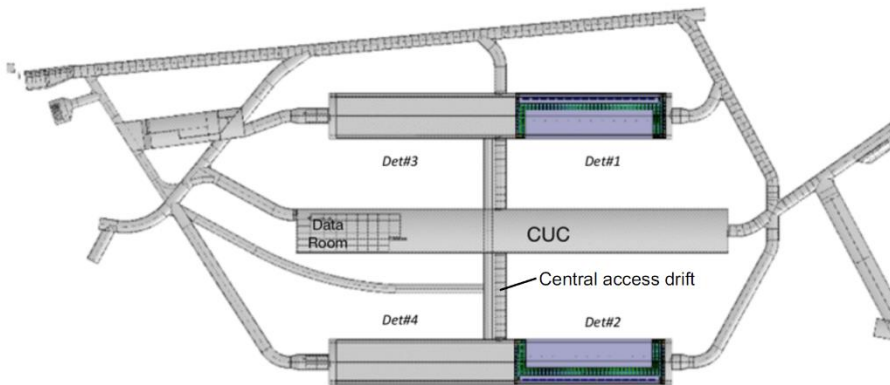 Det#3
Det#1
Data
Room
CUC
Central access drift
Det#4
Det#2